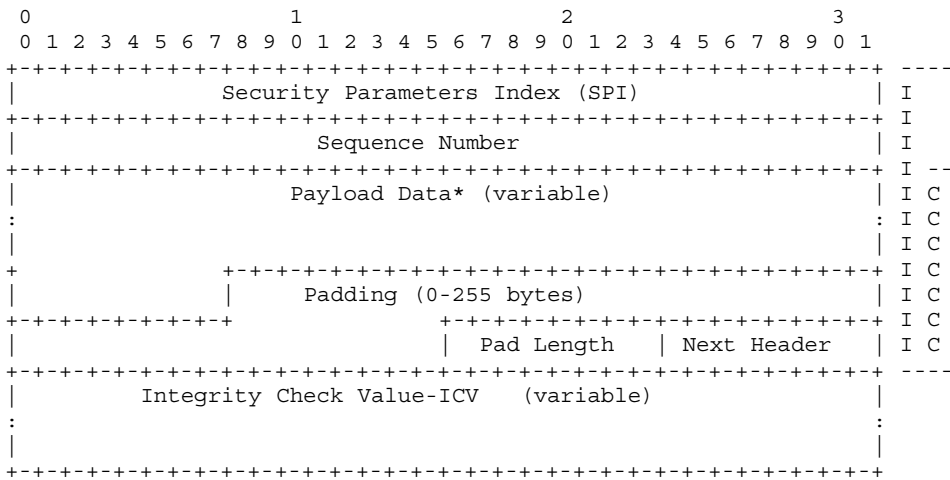 0                   1                   2                   3
 0 1 2 3 4 5 6 7 8 9 0 1 2 3 4 5 6 7 8 9 0 1 2 3 4 5 6 7 8 9 0 1
+-+-+-+-+-+-+-+-+-+-+-+-+-+-+-+-+-+-+-+-+-+-+-+-+-+-+-+-+-+-+-+-+ ----
|               Security Parameters Index (SPI)                 | I
+-+-+-+-+-+-+-+-+-+-+-+-+-+-+-+-+-+-+-+-+-+-+-+-+-+-+-+-+-+-+-+-+ I
|                      Sequence Number                          | I
+-+-+-+-+-+-+-+-+-+-+-+-+-+-+-+-+-+-+-+-+-+-+-+-+-+-+-+-+-+-+-+-+ I --
|                    Payload Data* (variable)                   | I C
:                                                               : I C
|                                                               | I C
+               +-+-+-+-+-+-+-+-+-+-+-+-+-+-+-+-+-+-+-+-+-+-+-+-+ I C
|               |     Padding (0-255 bytes)                     | I C
+-+-+-+-+-+-+-+-+               +-+-+-+-+-+-+-+-+-+-+-+-+-+-+-+-+ I C
|                               |  Pad Length   | Next Header   | I C
+-+-+-+-+-+-+-+-+-+-+-+-+-+-+-+-+-+-+-+-+-+-+-+-+-+-+-+-+-+-+-+-+ ----
|         Integrity Check Value-ICV   (variable)                |
:                                                               :
|                                                               |
+-+-+-+-+-+-+-+-+-+-+-+-+-+-+-+-+-+-+-+-+-+-+-+-+-+-+-+-+-+-+-+-+